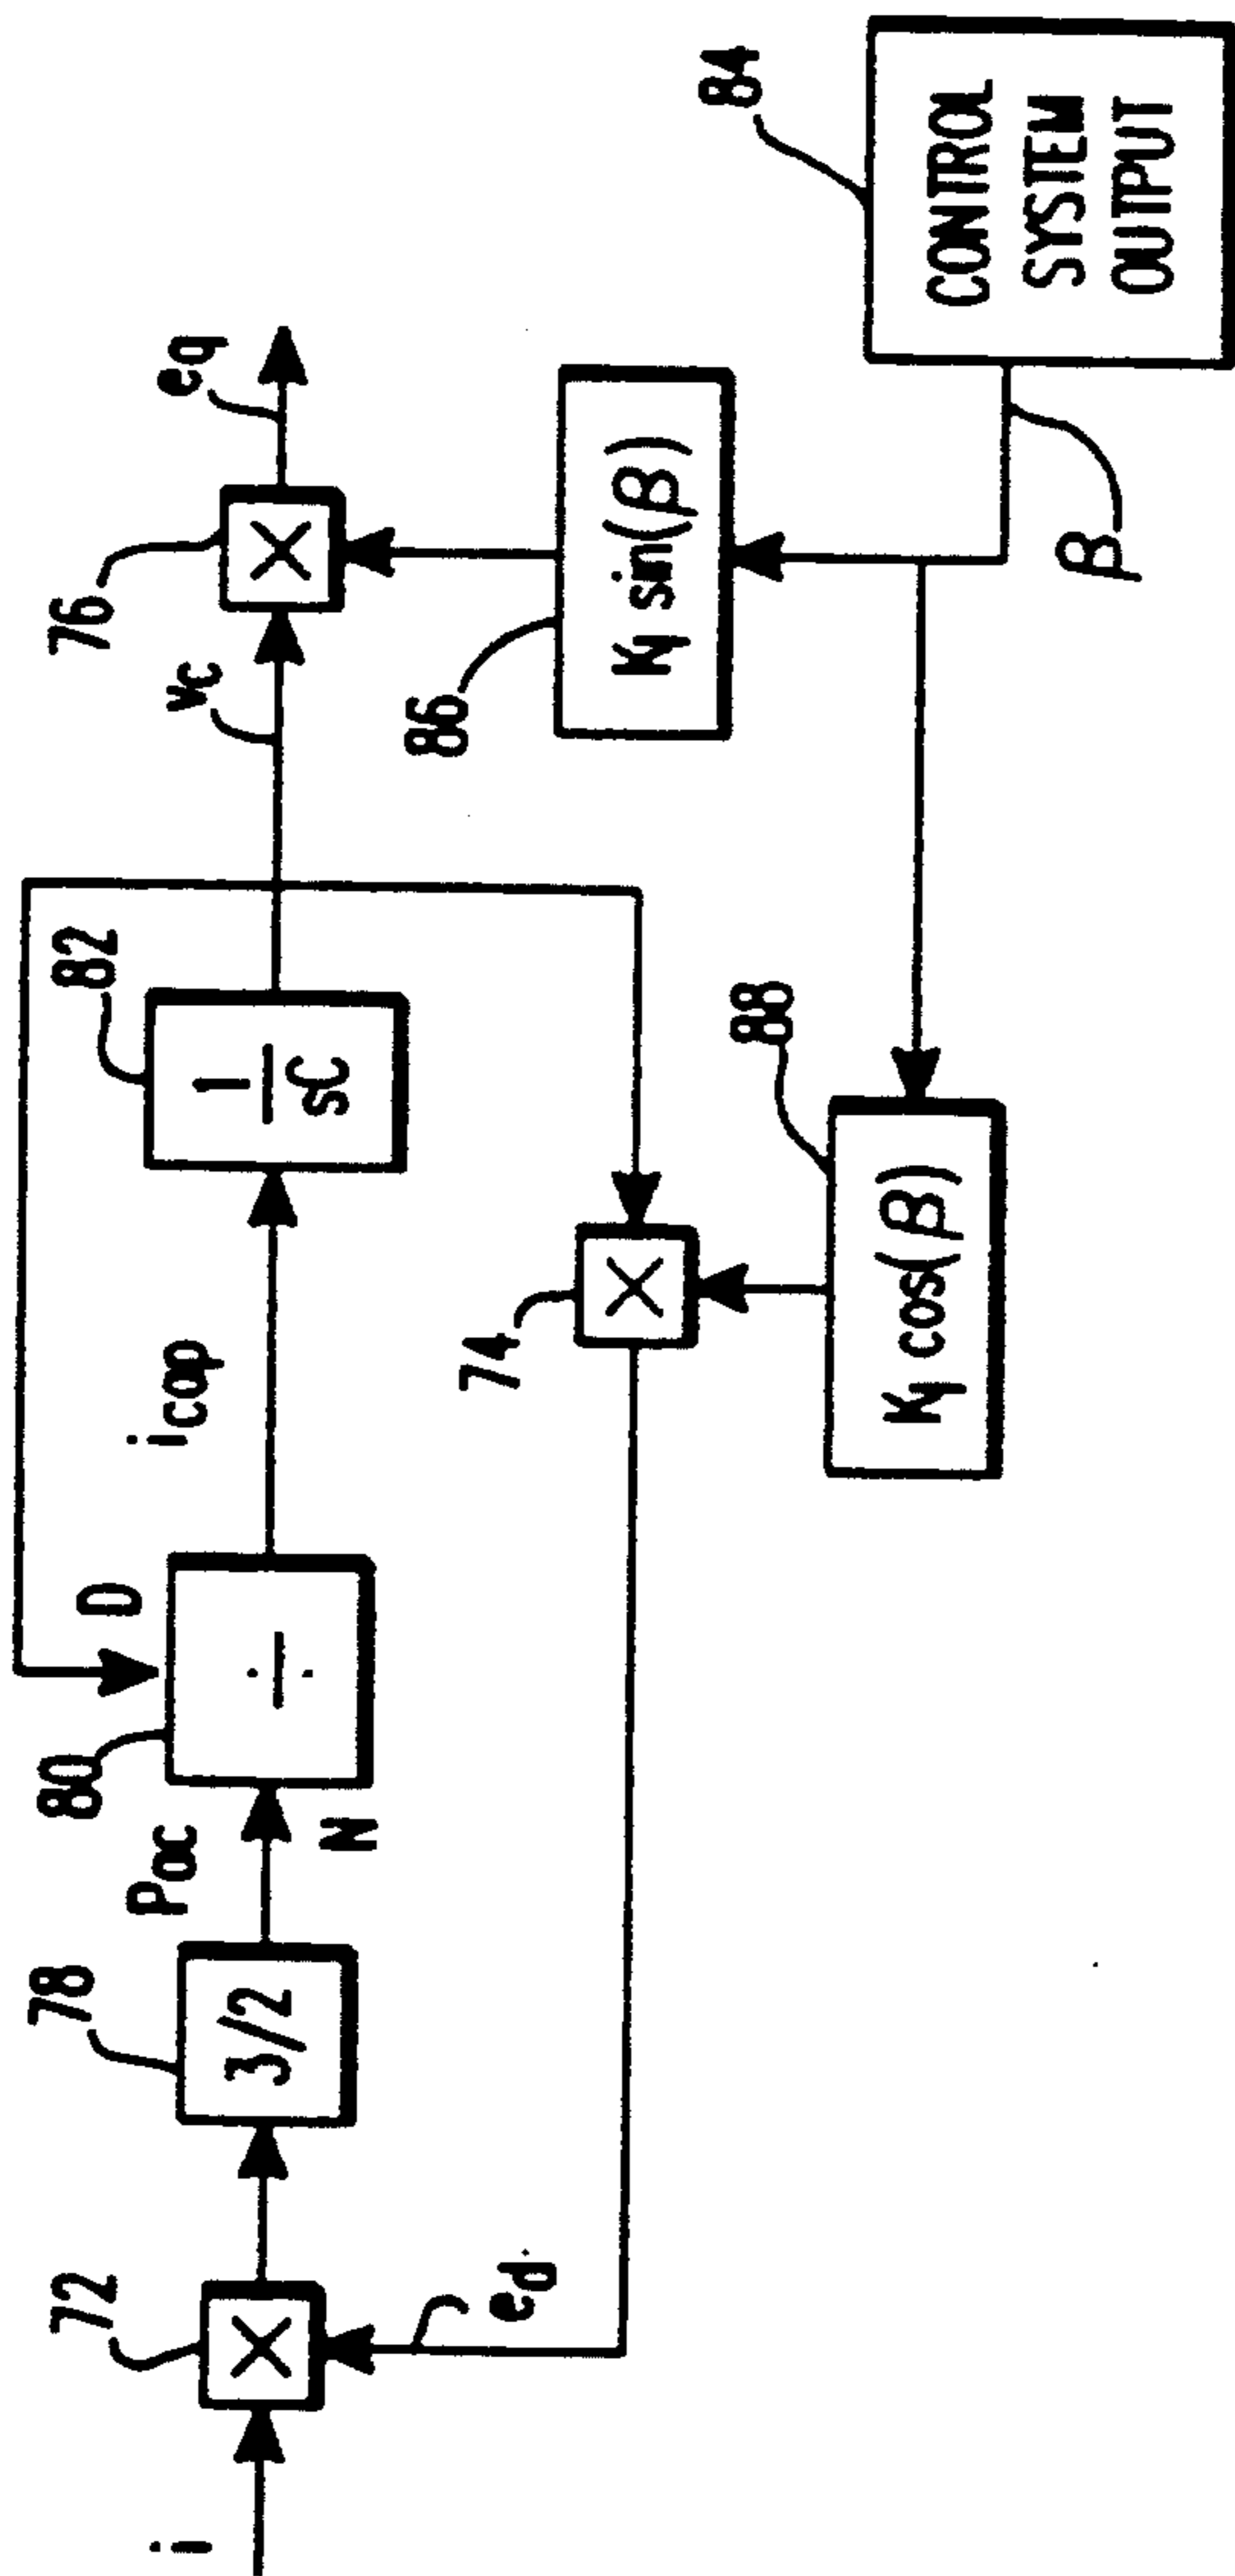 i
72
×
e_d
78
3/2
P_ac
N
80
D
÷
i_cap
82
1
sC
v_c
76
×
e_q
74
×
86
K_1 sin(β)
88
K_1 cos(β)
β
84
CONTROL
SYSTEM
OUTPUT